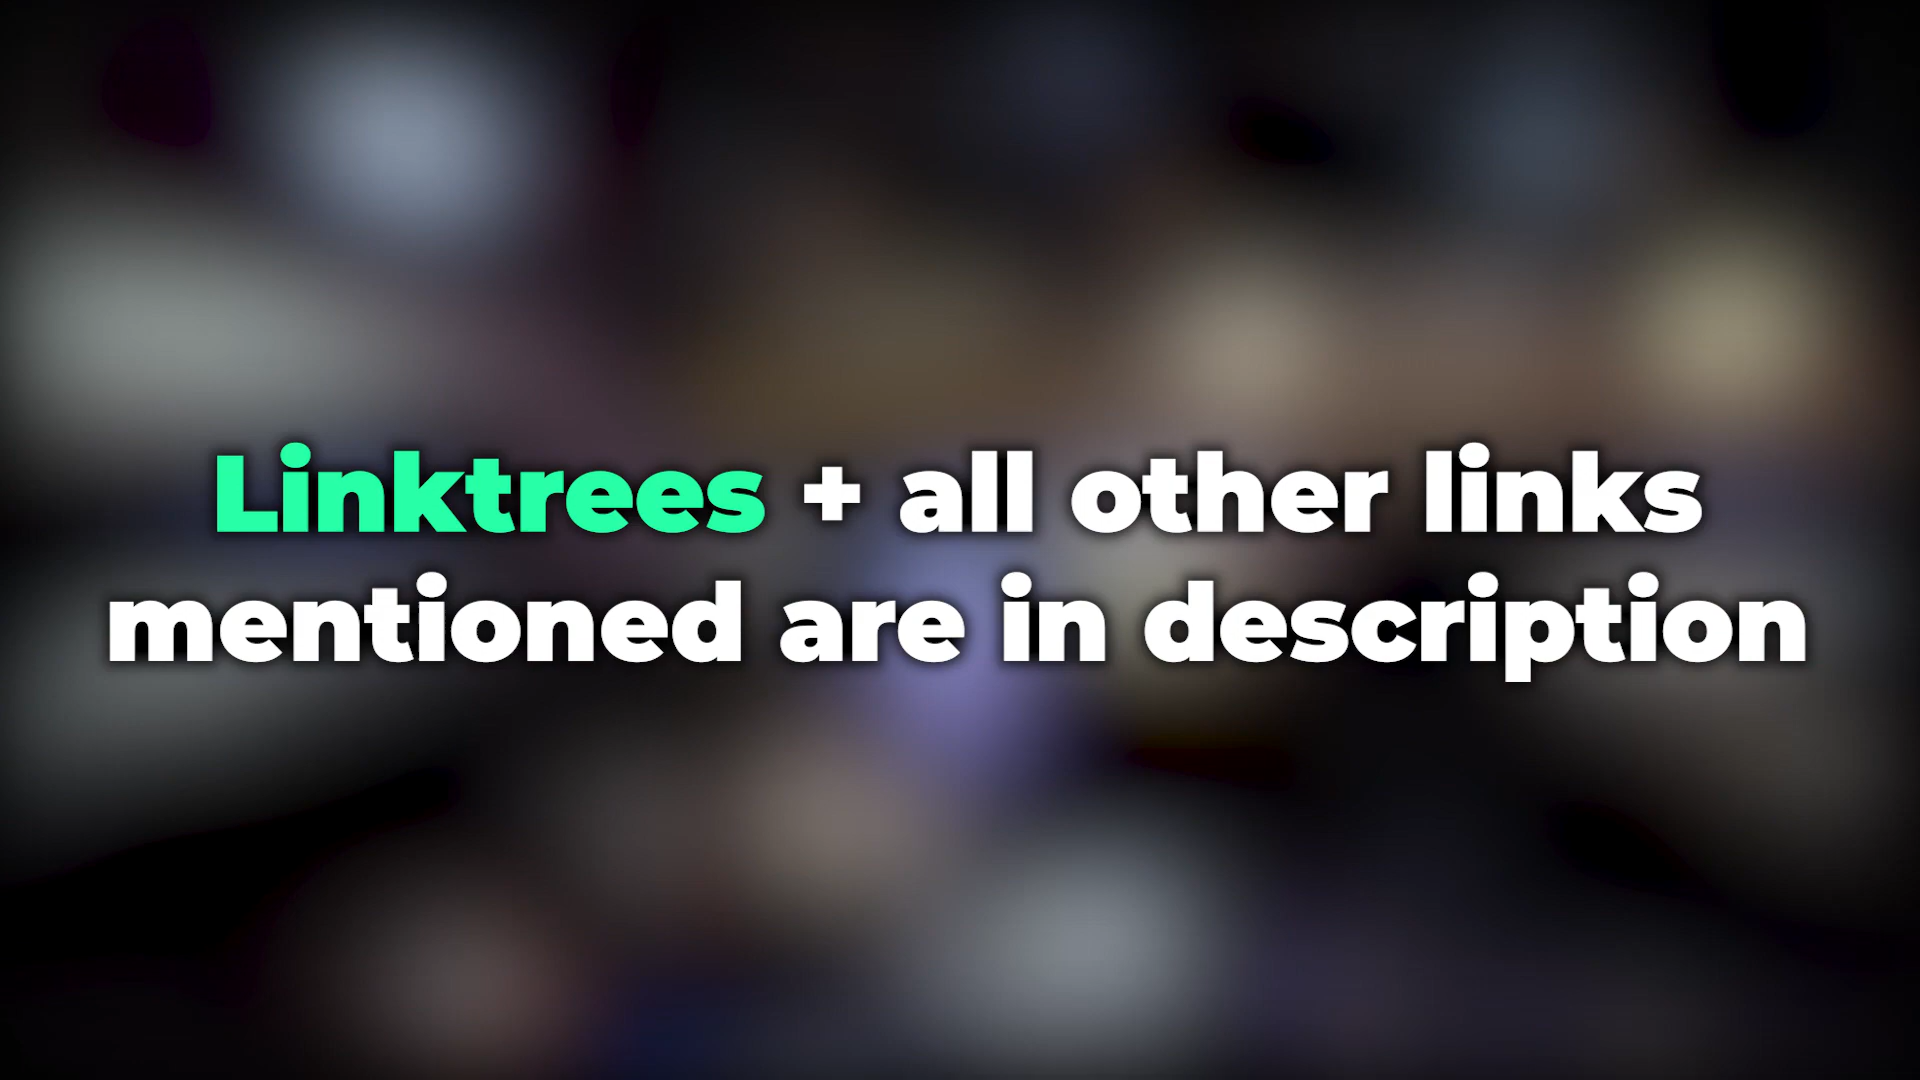 Linktrees + all other links
mentioned are in description